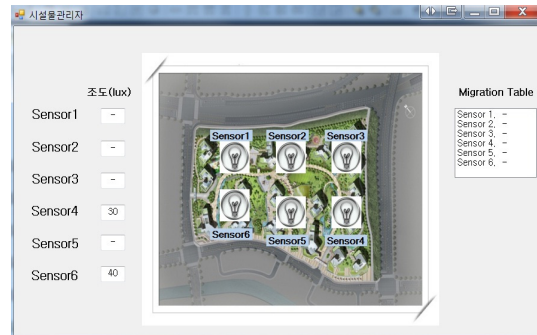 시설물관리자
조도(lux)
Sensor1 -
Sensor2 -
Sensor3 -
Sensor4 30
Sensor5 -
Sensor6 40
Sensor1 Sensor2 Sensor3
Sensor6 Sensor5 Sensor4
Migration Table
Sensor 1, -
Sensor 2, -
Sensor 3, -
Sensor 4, -
Sensor 5, -
Sensor 6, -